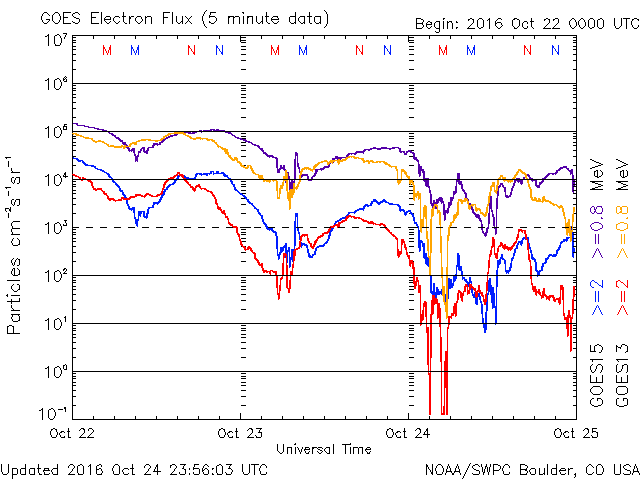 GOES Electron Flux (5 minute data)
Begin: 2016 Oct 22 0000 UTC
M M N N M M N N M M N N
10⁷
10⁶
10⁵
10⁴
10³
10²
10¹
10⁰
10⁻¹
Particles cm⁻²s⁻¹sr⁻¹
GOES15 >=2 >=0.8 MeV
GOES13 >=2 >=0.8 MeV
Oct 22 Oct 23 Oct 24 Oct 25
Universal Time
Updated 2016 Oct 24 23:56:03 UTC
NOAA/SWPC Boulder, CO USA